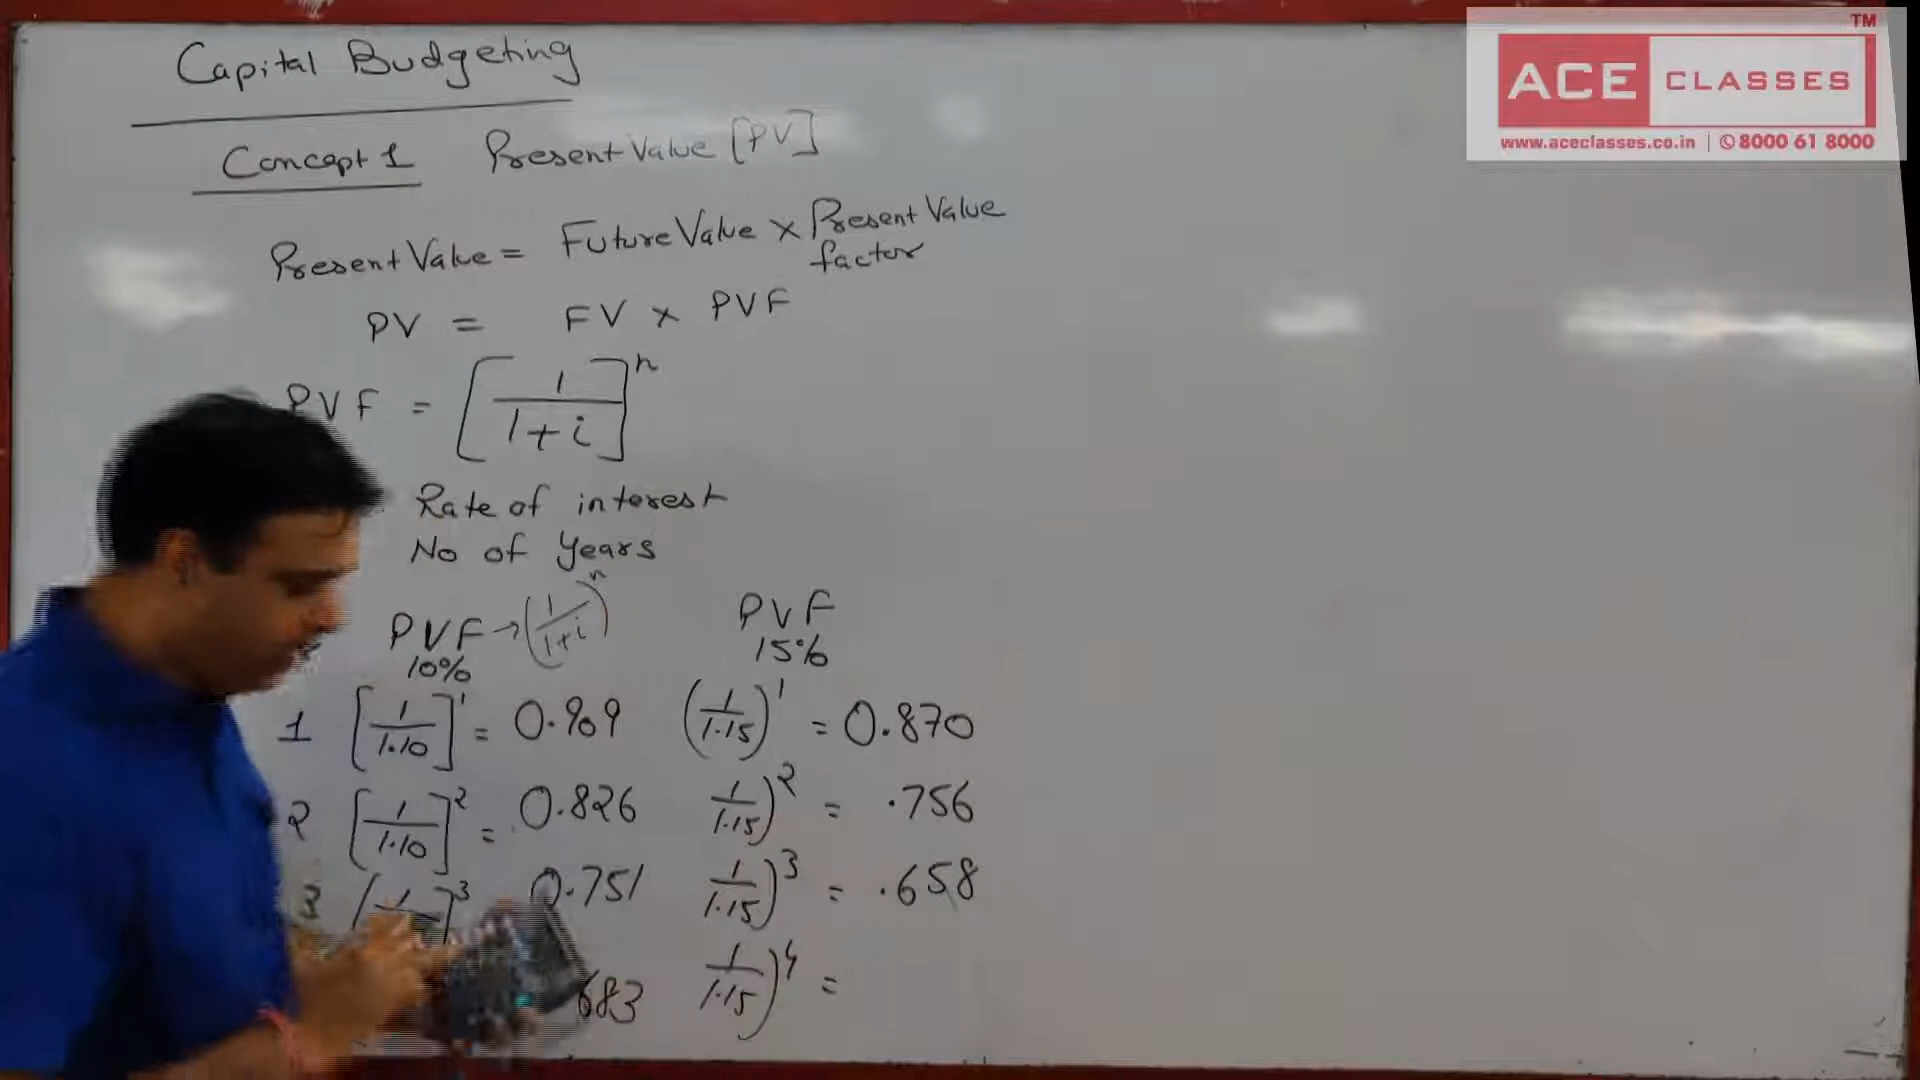 Capital Budgeting
Concept 1 Present Value [PV]
Present Value = Future Value × Present Value factor
PV = FV × PVF
PVF = [1/1+i]^n
Rate of interest
No of Years
PVF 10% → (1/1+i)^n PVF 15%
1 [1/1.10]^1 = 0.909 (1/1.15)^1 = 0.870
2 [1/1.10]^2 = 0.826 1/1.15)^2 = .756
3 0.751 1/1.15)^3 = .658
683 1/1.15)^4 =
TM
ACE CLASSES
www.aceclasses.co.in | 8000 61 8000